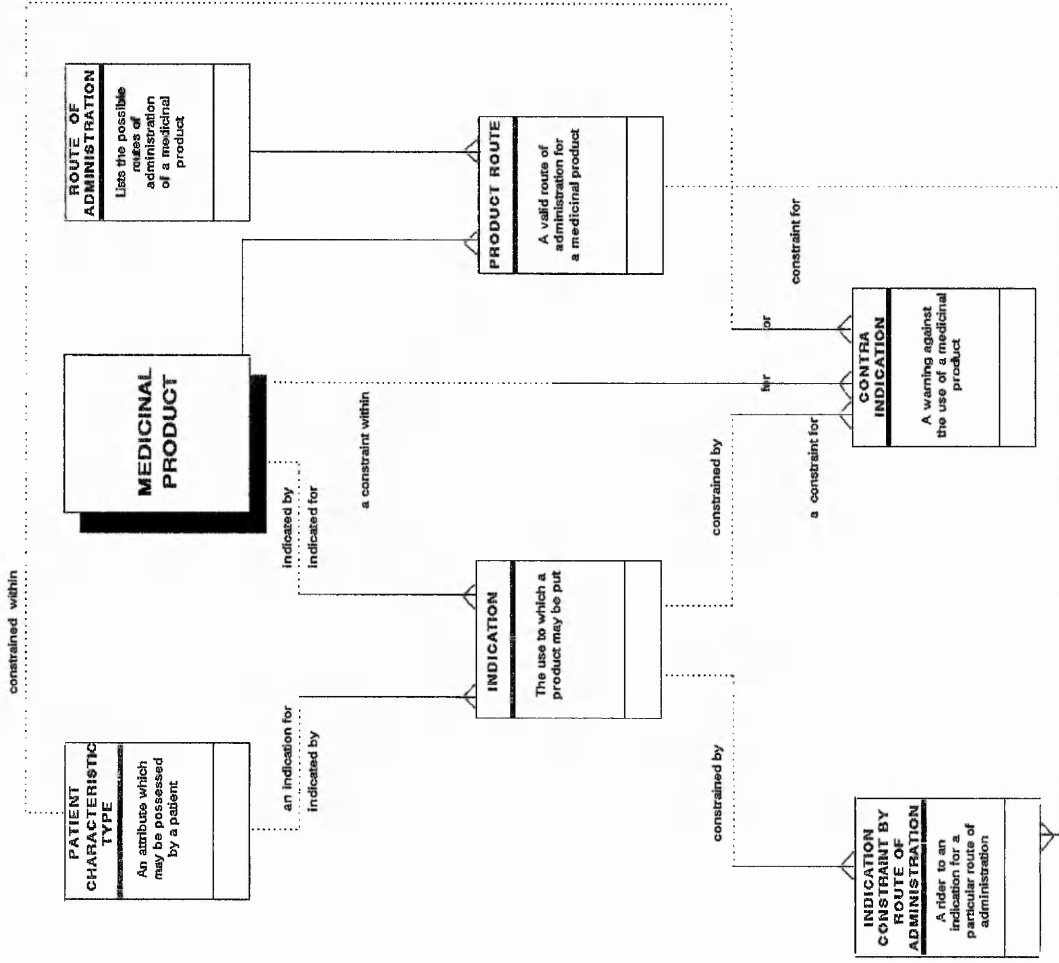 constrained within
PATIENT
CHARACTERISTIC
TYPE
An attribute which
may be possessed
by a patient
MEDICINAL
PRODUCT
ROUTE OF
ADMINISTRATION
Lists the possible
routes of
administration
of a medicinal
product
an indication for
indicated by
indicated by
indicated for
a constraint within
INDICATION
The use to which a
product may be put
PRODUCT ROUTE
A valid route of
administration for
a medicinal product
constrained by
constrained by
a constraint for
for
or
constraint for
INDICATION
CONSTRAINT BY
ROUTE OF
ADMINISTRATION
A rider to an
indication for a
particular route of
administration
CONTRA
INDICATION
A warning against
the use of a medicinal
product